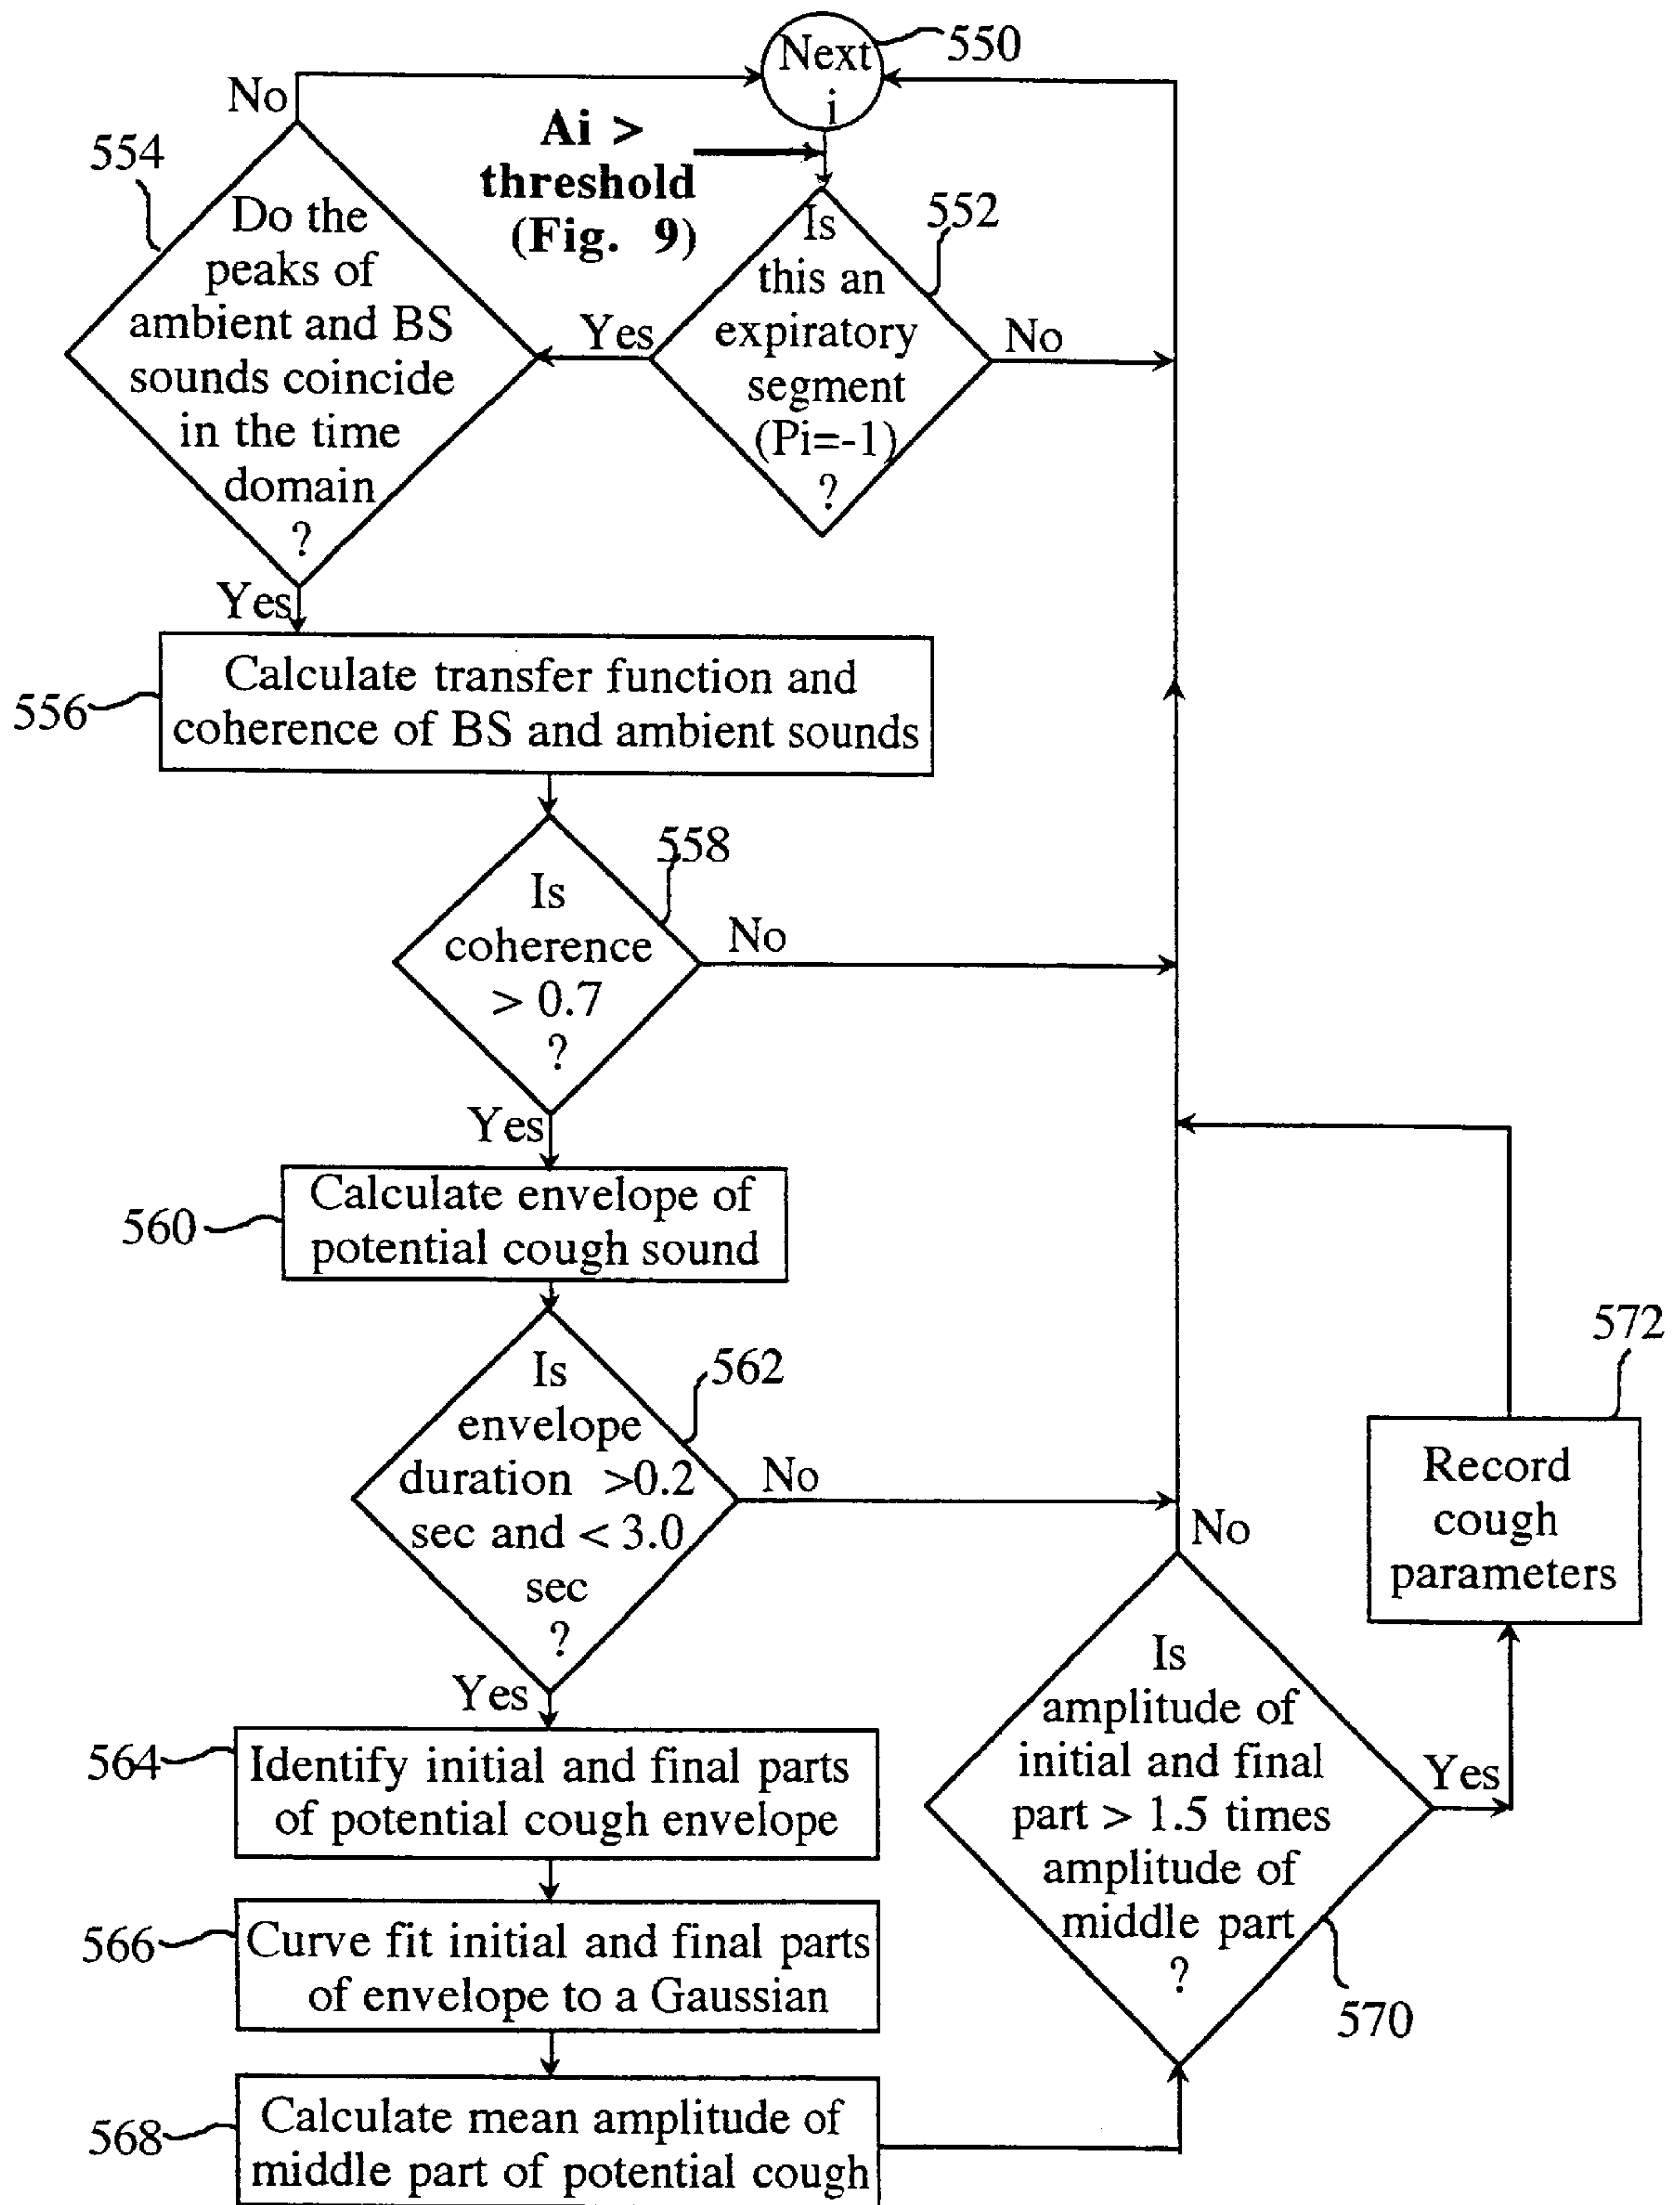 Next
i
550
No
Ai >
threshold
(Fig. 9)
554
552
Do the
peaks of
ambient and BS
sounds coincide
in the time
domain
?
Yes
Is
this an
expiratory
segment
(Pi=-1)
?
No
Yes
556
Calculate transfer function and
coherence of BS and ambient sounds
558
Is
coherence
> 0.7
?
No
Yes
560
Calculate envelope of
potential cough sound
562
Is
envelope
duration >0.2
sec and < 3.0
sec
?
No
Yes
564
Identify initial and final parts
of potential cough envelope
566
Curve fit initial and final parts
of envelope to a Gaussian
568
Calculate mean amplitude of
middle part of potential cough
No
Is
amplitude of
initial and final
part > 1.5 times
amplitude of
middle part
?
570
Yes
572
Record
cough
parameters